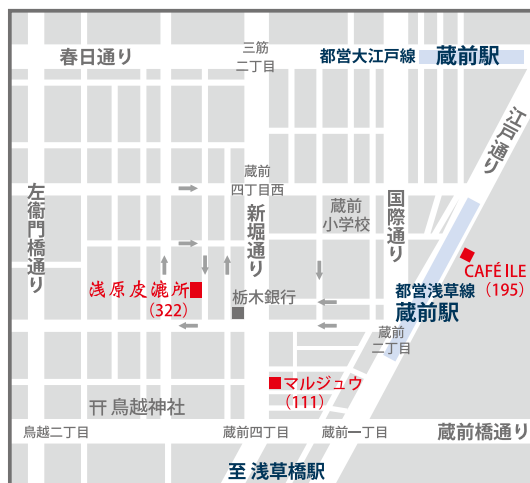 三筋
二丁目
春日通り
都営大江戸線
蔵前駅
江戸通り
左衞門橋通り
蔵前
四丁目西
新堀通り
蔵前
小学校
国際通り
CAFÉ ILE
(195)
浅原皮漉所
(322)
栃木銀行
都営浅草線
蔵前駅
蔵前
二丁目
マルジュウ
(111)
鳥越神社
鳥越二丁目
蔵前四丁目
蔵前一丁目
蔵前橋通り
至 浅草橋駅